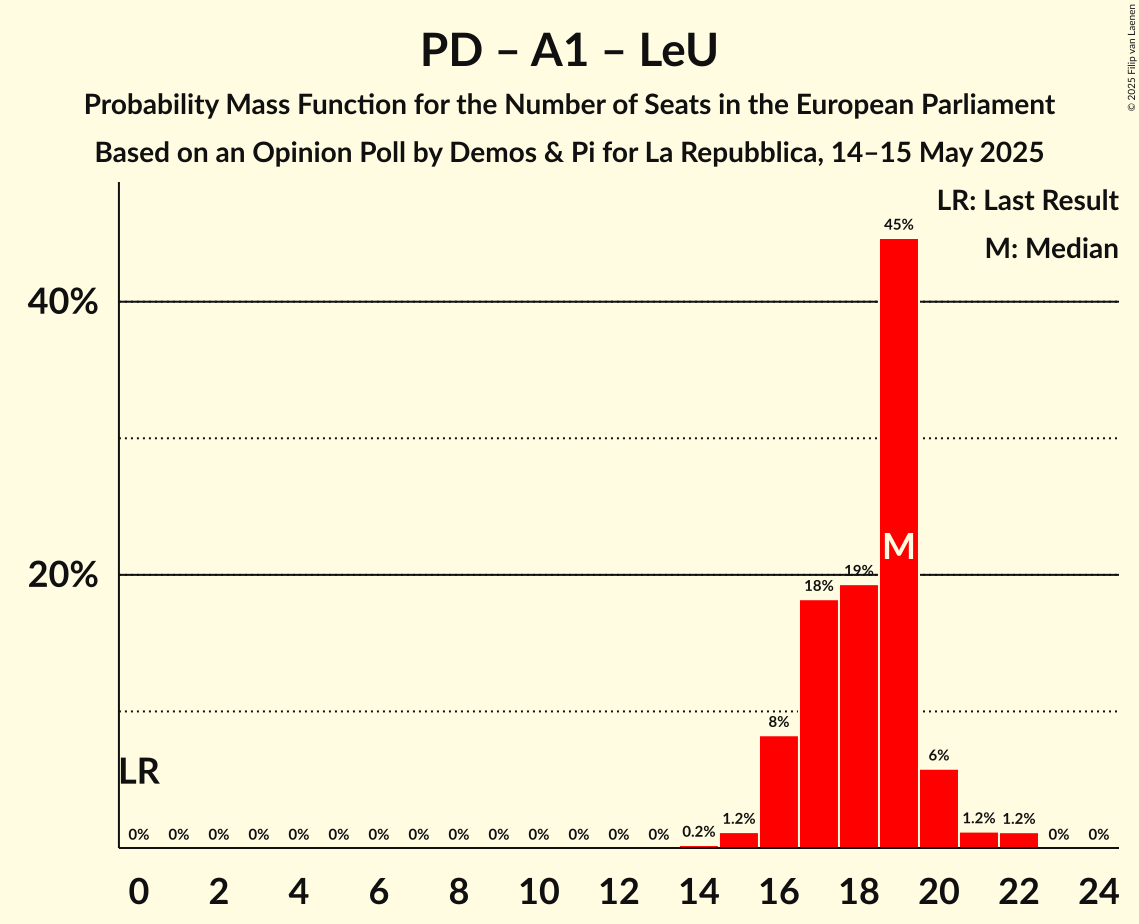 PD – A1 – LeU
Probability Mass Function for the Number of Seats in the European Parliament
Based on an Opinion Poll by Demos & Pi for La Repubblica, 14–15 May 2025
© 2025 Filip van Laenen
LR: Last Result
M: Median
45%
40%
M
20%
19%
18%
8%
6%
LR
0% 0% 0% 0% 0% 0% 0% 0% 0% 0% 0% 0% 0% 0% 0.2% 1.2% 1.2% 1.2% 0% 0%
0 2 4 6 8 10 12 14 16 18 20 22 24